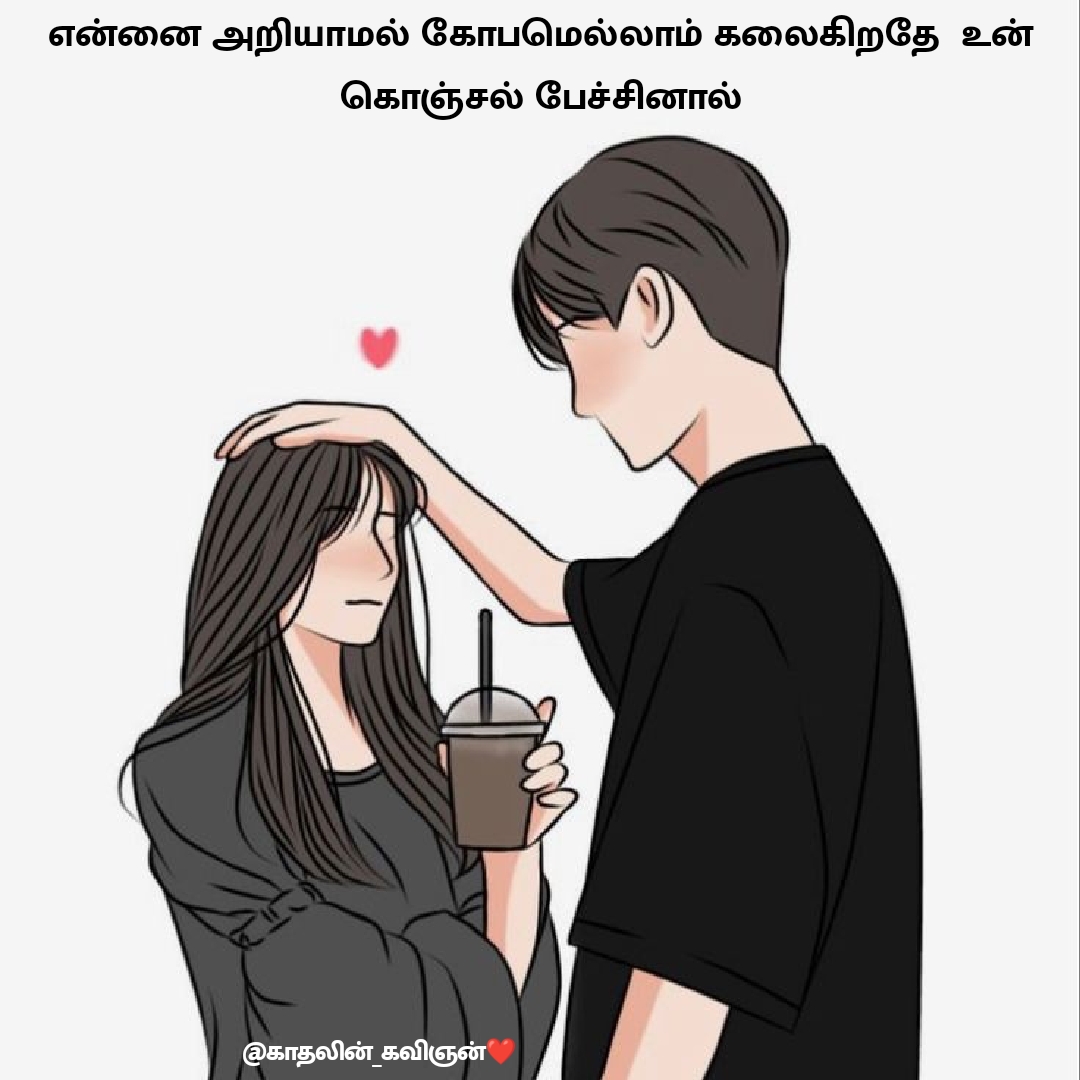 என்னை அறியாமல் கோபமெல்லாம் கலைகிறதே உன்
கொஞ்சல் பேச்சினால்
@காதலின்_கவிஞன்❤️